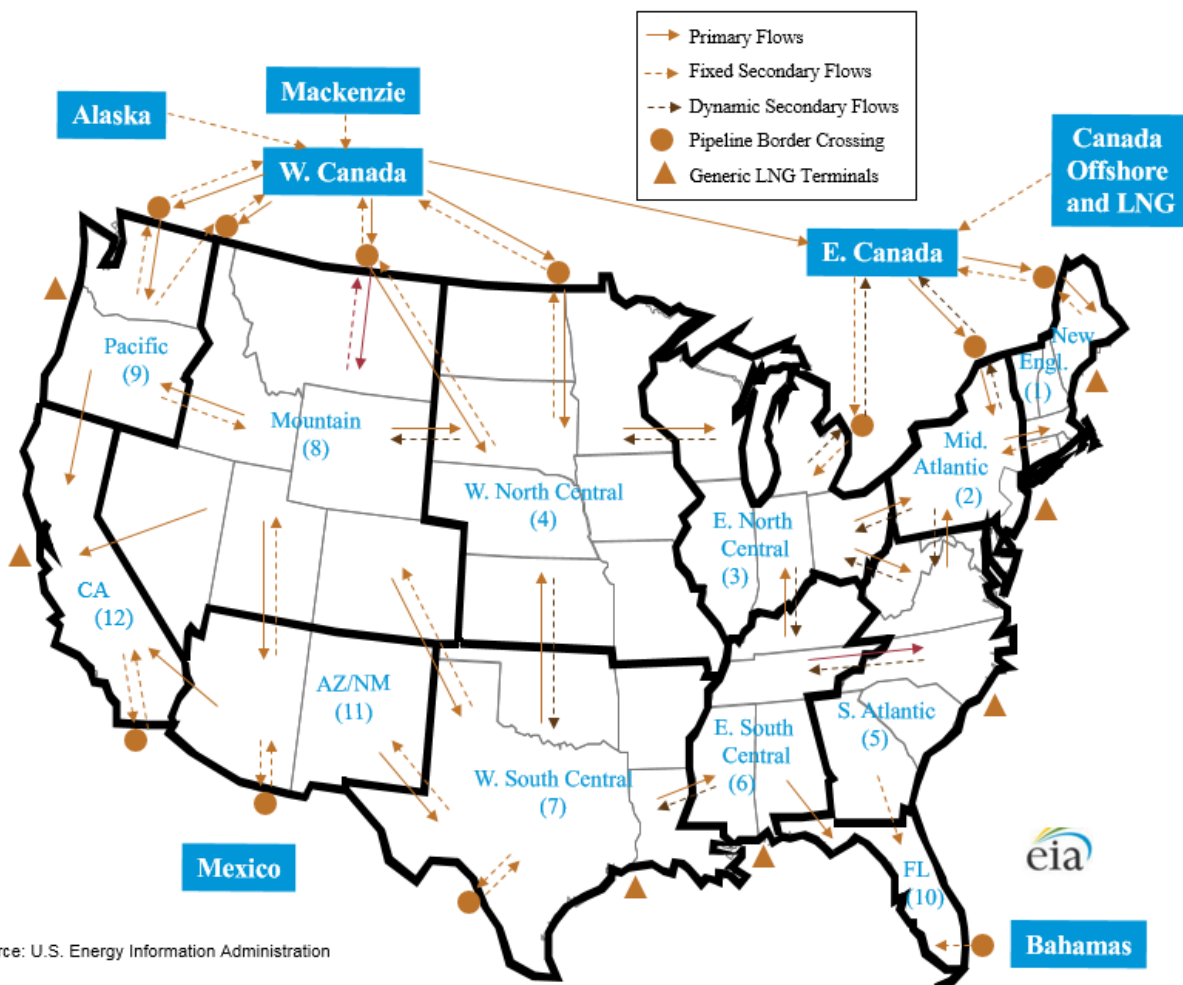 Primary Flows
Fixed Secondary Flows
Dynamic Secondary Flows
Pipeline Border Crossing
Generic LNG Terminals
Mackenzie
Alaska
W. Canada
Canada
Offshore
and LNG
E. Canada
New
Engl.
(1)
Pacific
(9)
Mountain
(8)
Mid.
Atlantic
(2)
W. North Central
(4)
E. North
Central
(3)
CA
(12)
AZ/NM
(11)
S. Atlantic
(5)
E. South
Central
(6)
W. South Central
(7)
FL
(10)
Mexico
eia
Bahamas
rce: U.S. Energy Information Administration